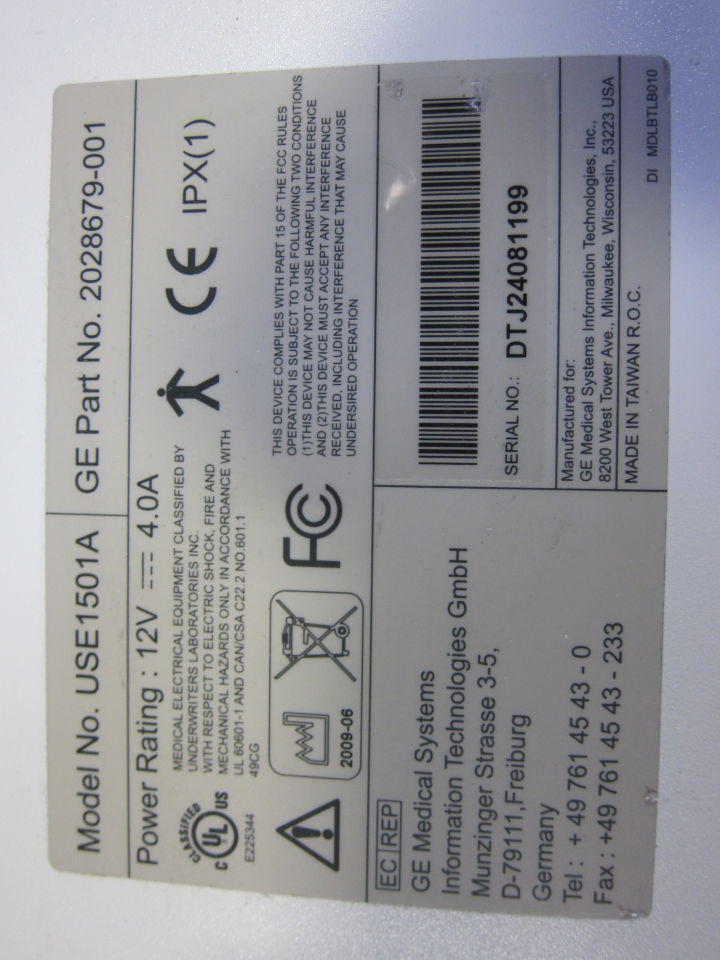 Model No. USE1501A
GE Part No. 2028679-001
Power Rating : 12V ⎓ 4.0A
CLASSIFIED
C UL US
E225344
MEDICAL ELECTRICAL EQUIPMENT CLASSIFIED BY
UNDERWRITERS LABORATORIES INC.
WITH RESPECT TO ELECTRIC SHOCK, FIRE AND
MECHANICAL HAZARDS ONLY IN ACCORDANCE WITH
UL 60601-1 AND CAN/CSA C22.2 NO.601.1
49CG
CE IPX(1)
2009-06
FC
THIS DEVICE COMPLIES WITH PART 15 OF THE FCC RULES
OPERATION IS SUBJECT TO THE FOLLOWING TWO CONDITIONS
(1)THIS DEVICE MAY NOT CAUSE HARMFUL INTERFERENCE
AND (2)THIS DEVICE MUST ACCEPT ANY INTERFERENCE
RECEIVED, INCLUDING INTERFERENCE THAT MAY CAUSE
UNDERSIRED OPERATION
EC REP
GE Medical Systems
Information Technologies GmbH
Munzinger Strasse 3-5,
D-79111,Freiburg
Germany
Tel : + 49 761 45 43 - 0
Fax : +49 761 45 43 - 233
SERIAL NO.: DTJ24081199
Manufactured for:
GE Medical Systems Information Technologies, Inc.,
8200 West Tower Ave., Milwaukee, Wisconsin, 53223 USA
MADE IN TAIWAN R.O.C.
DI MDLBTLB010